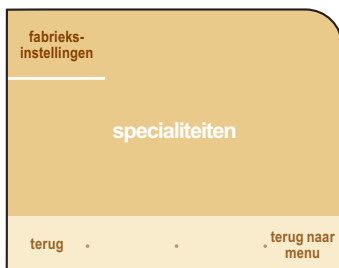 fabrieks-
instellingen
specialiteiten
terug
terug naar
menu